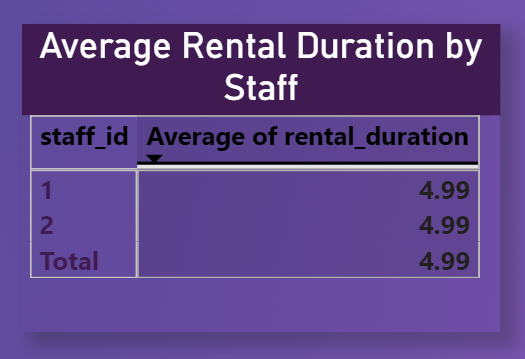 Average Rental Duration by
Staff
staff_id Average of rental_duration
1 4.99
2 4.99
Total 4.99